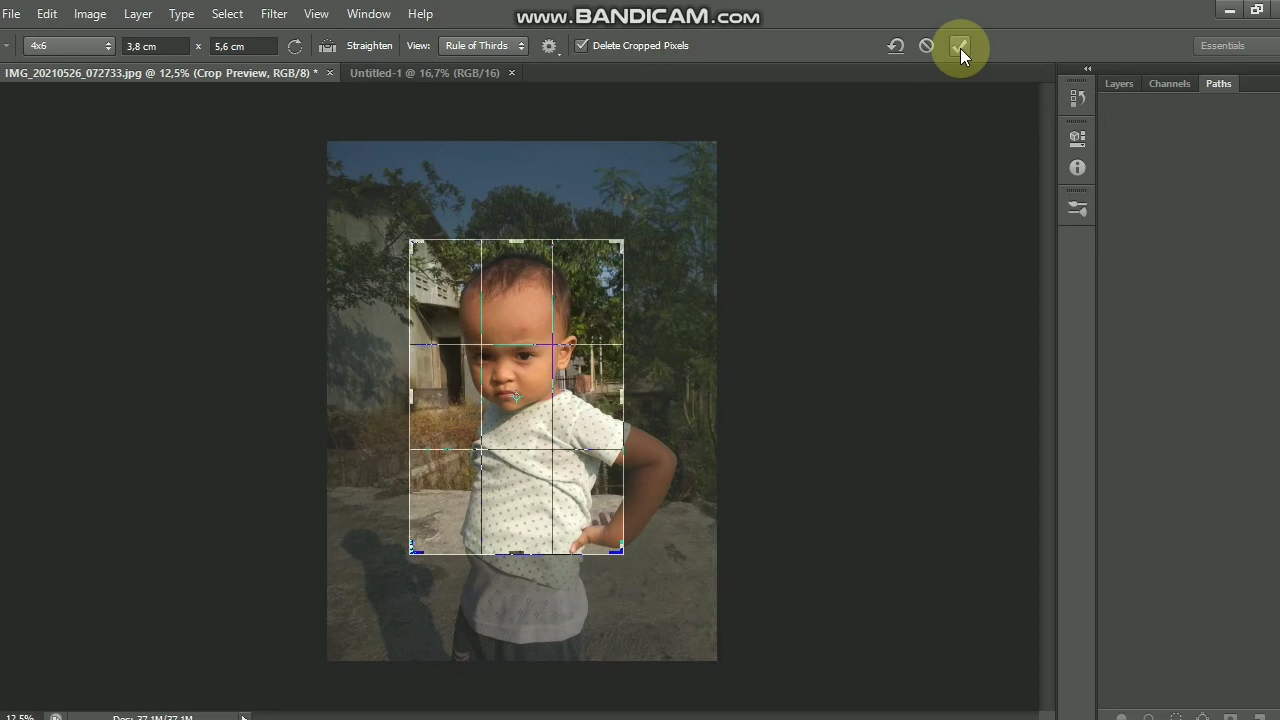 File Edit Image Layer Type Select Filter View Window Help
www.BANDICAM.com
4x6 3,8 cm x 5,6 cm Straighten View: Rule of Thirds Delete Cropped Pixels Essentials
IMG_20210526_072733.jpg @ 12,5% (Crop Preview, RGB/8) * × Untitled-1 @ 16,7% (RGB/16) ×
Layers Channels Paths
12,5% Doc: 37,1M/37,1M